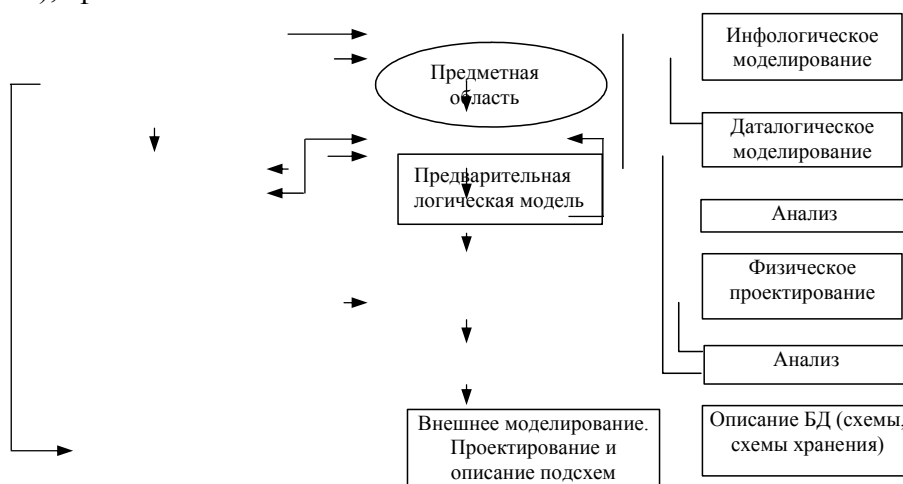 Инфологическое
моделирование
Предметная
область
Даталогическое
моделирование
Предварительная
логическая модель
Анализ
Физическое
проектирование
Анализ
Внешнее моделирование.
Проектирование и
описание подсхем
Описание БД (схемы,
схемы хранения)